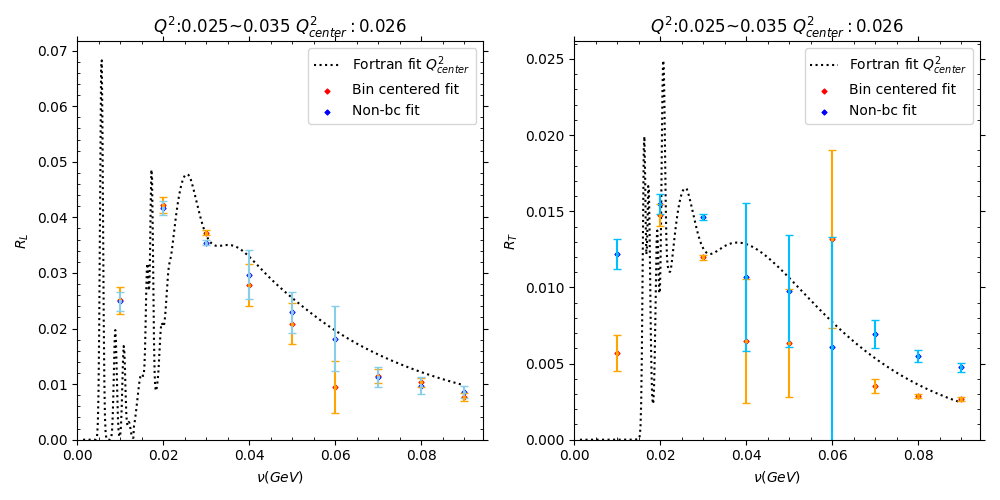 Q²:0.025~0.035 Q²center : 0.026
0.07
0.06
0.05
0.04
0.03
0.02
0.01
0.00
R_L
0.00 0.02 0.04 0.06 0.08
ν(GeV)
Fortran fit Q²center
Bin centered fit
Non-bc fit
Q²:0.025~0.035 Q²center : 0.026
0.025
0.020
0.015
0.010
0.005
0.000
R_T
0.00 0.02 0.04 0.06 0.08
ν(GeV)
Fortran fit Q²center
Bin centered fit
Non-bc fit